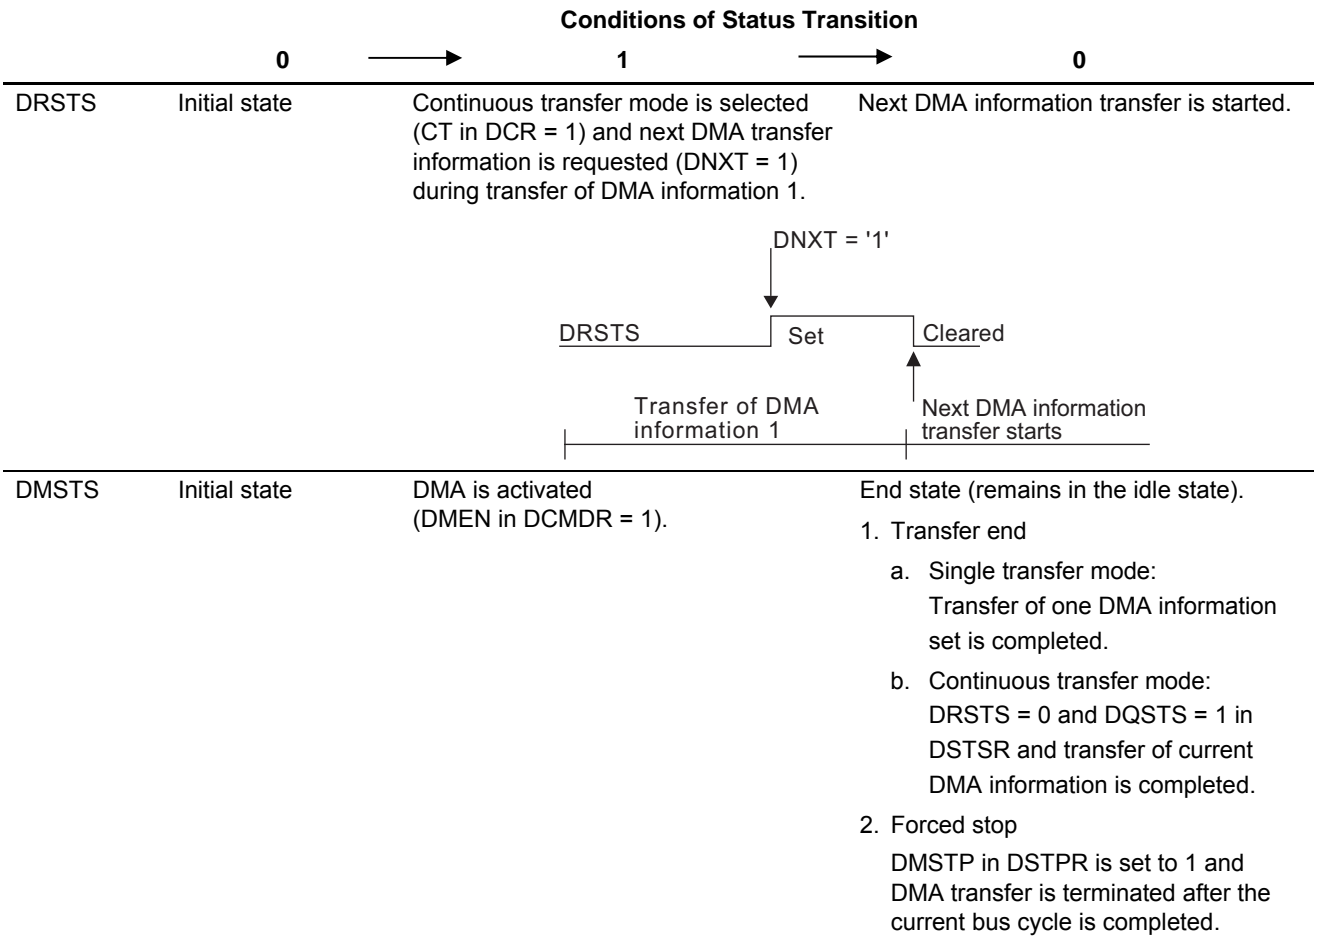 Conditions of Status Transition
0 1 0
DRSTS Initial state Continuous transfer mode is selected Next DMA information transfer is started.
(CT in DCR = 1) and next DMA transfer
information is requested (DNXT = 1)
during transfer of DMA information 1.
DNXT = '1'
DRSTS Set Cleared
Transfer of DMA Next DMA information
information 1 transfer starts
DMSTS Initial state DMA is activated End state (remains in the idle state).
(DMEN in DCMDR = 1).
1. Transfer end
a. Single transfer mode:
Transfer of one DMA information
set is completed.
b. Continuous transfer mode:
DRSTS = 0 and DQSTS = 1 in
DSTSR and transfer of current
DMA information is completed.
2. Forced stop
DMSTP in DSTPR is set to 1 and
DMA transfer is terminated after the
current bus cycle is completed.